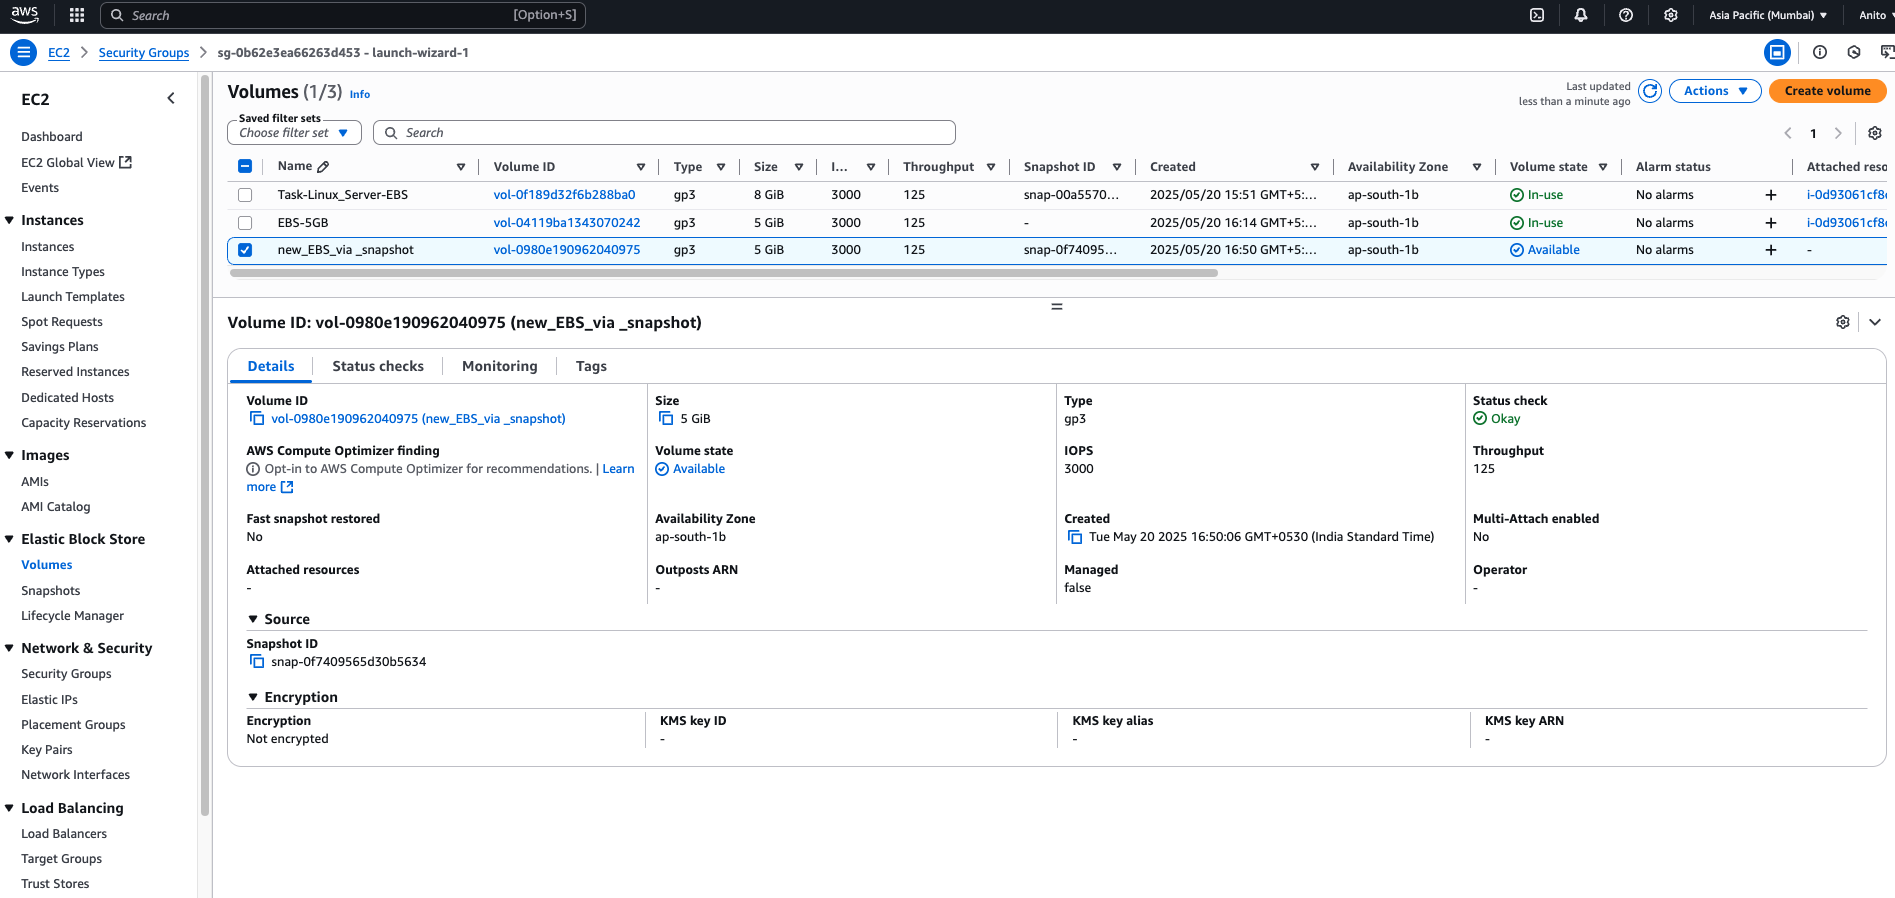 aws
Search [Option+S]
Asia Pacific (Mumbai) Anito
EC2 Security Groups sg-0b62e3ea66263d453 - launch-wizard-1
EC2
Dashboard
EC2 Global View
Events
Instances
Instances
Instance Types
Launch Templates
Spot Requests
Savings Plans
Reserved Instances
Dedicated Hosts
Capacity Reservations
Images
AMIs
AMI Catalog
Elastic Block Store
Volumes
Snapshots
Lifecycle Manager
Network & Security
Security Groups
Elastic IPs
Placement Groups
Key Pairs
Network Interfaces
Load Balancing
Load Balancers
Target Groups
Trust Stores
Volumes (1/3) Info
Last updated
less than a minute ago
Actions
Create volume
Saved filter sets
Choose filter set
Search
1
Name Volume ID Type Size I... Throughput Snapshot ID Created Availability Zone Volume state Alarm status Attached reso
Task-Linux_Server-EBS vol-0f189d32f6b288ba0 gp3 8 GiB 3000 125 snap-00a5570... 2025/05/20 15:51 GMT+5:... ap-south-1b In-use No alarms + i-0d93061cf8
EBS-5GB vol-04119ba1343070242 gp3 5 GiB 3000 125 - 2025/05/20 16:14 GMT+5:... ap-south-1b In-use No alarms + i-0d93061cf8
new_EBS_via _snapshot vol-0980e190962040975 gp3 5 GiB 3000 125 snap-0f74095... 2025/05/20 16:50 GMT+5:... ap-south-1b Available No alarms + -
Volume ID: vol-0980e190962040975 (new_EBS_via _snapshot)
Details Status checks Monitoring Tags
Volume ID
vol-0980e190962040975 (new_EBS_via _snapshot)
Size
5 GiB
Type
gp3
Status check
Okay
AWS Compute Optimizer finding
Opt-in to AWS Compute Optimizer for recommendations. | Learn
more
Volume state
Available
IOPS
3000
Throughput
125
Fast snapshot restored
No
Availability Zone
ap-south-1b
Created
Tue May 20 2025 16:50:06 GMT+0530 (India Standard Time)
Multi-Attach enabled
No
Attached resources
-
Outposts ARN
-
Managed
false
Operator
-
Source
Snapshot ID
snap-0f7409565d30b5634
Encryption
Encryption
Not encrypted
KMS key ID
-
KMS key alias
-
KMS key ARN
-